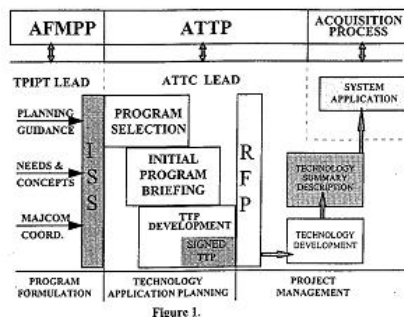 AFMPP
ATTP
ACQUISITION
PROCESS
TPIPT LEAD
ATTC LEAD
SYSTEM
APPLICATION
PLANNING
GUIDANCE
NEEDS &
CONCEPTS
MAJCOM
COORD.
ISS
PROGRAM
SELECTION
INITIAL
PROGRAM
BRIEFING
TTP
DEVELOPMENT
SIGNED
TTP
RFP
TECHNOLOGY
SUMMARY
DESCRIPTION
TECHNOLOGY
DEVELOPMENT
PROGRAM
FORMULATION
TECHNOLOGY
APPLICATION PLANNING
PROJECT
MANAGEMENT
Figure 1.